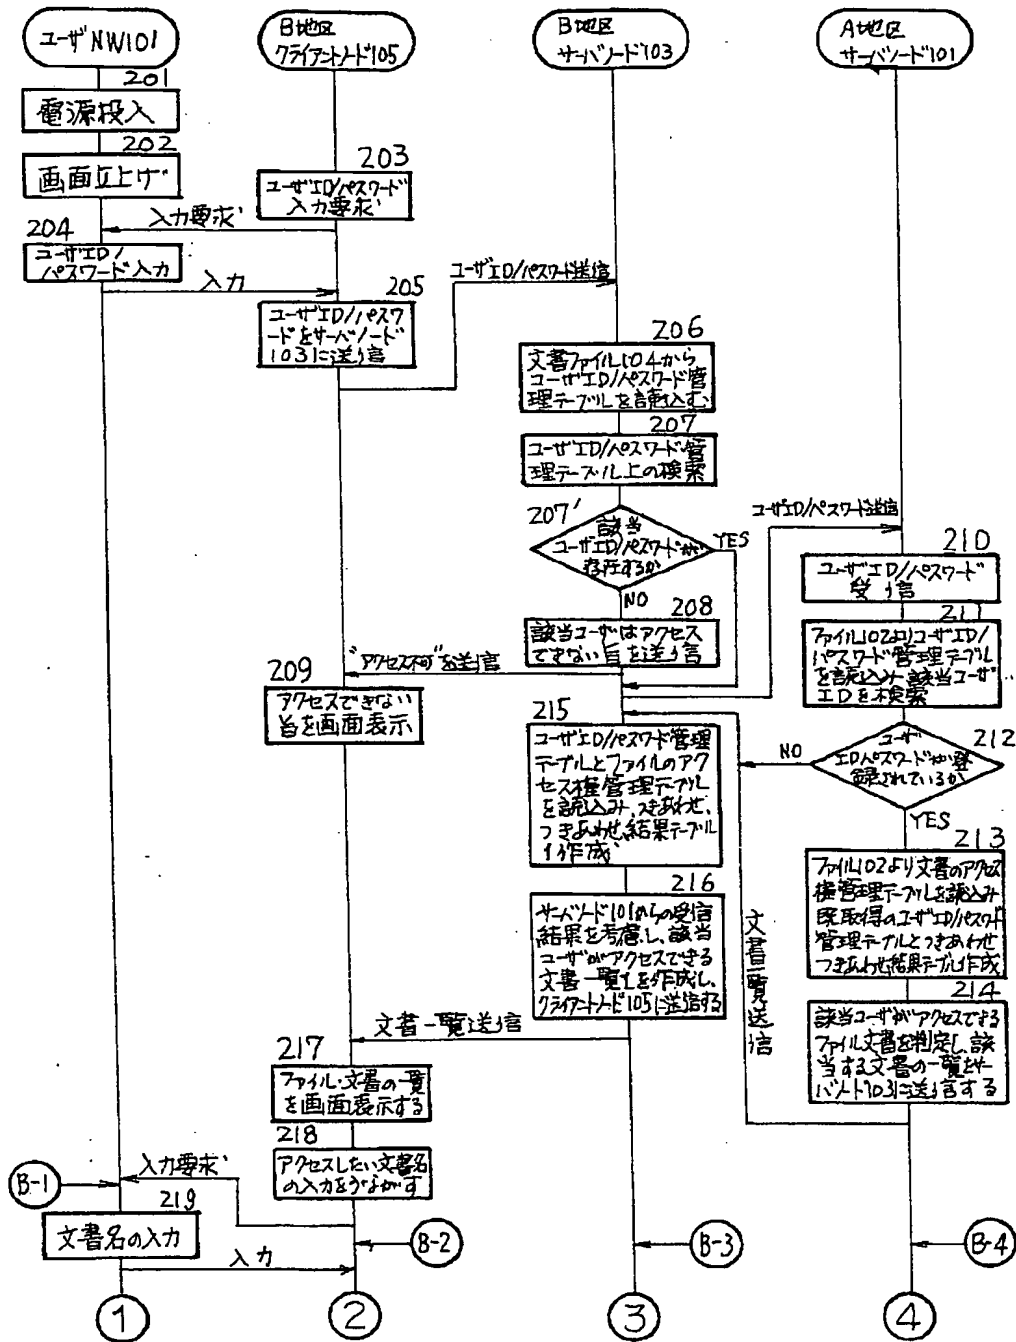 ユーザNW101
B地区
クライアントノード105
B地区
サーバノード103
A地区
サーバノード101
201
電源投入
202
画面立上げ
203
ユーザID/パスワード
入力要求
入力要求
204
ユーザID/
パスワード入力
入力
205
ユーザID/パスワ
ードをサーバノード
103に送信
ユーザID/パスワード送信
206
文書ファイル104から
ユーザID/パスワード管
理テーブルを読込む
207
ユーザID/パスワード管
理テーブル上の検索
207'
該当
ユーザID/パスワードが
存在するか
YES
NO
208
該当ユーザはアクセス
できない旨を送信
"アクセス不可"を送信
209
アクセスできない
旨を画面表示
ユーザID/パスワード送信
210
ユーザID/パスワード
受信
211
ファイル102よりユーザID/
パスワード管理テーブル
を読込み、該当ユーザ
IDを検索
212
ユーザ
IDパスワードが登
録されているか
NO
YES
213
ファイル102より文書のアクセス
権管理テーブルを読込み
既取得のユーザID/パスワード
管理テーブルとつきあわせ
つきあわせ結果テーブル作成
214
該当ユーザがアクセスできる
ファイル文書を判定し、該
当する文書の一覧をサー
バノード103に送信する
文書一覧送信
215
ユーザID/パスワード管理
テーブルとファイルのアク
セス権管理テーブル
を読込み、つきあわせ、
つきあわせ結果テーブル
作成
216
サーバノード101からの受信
結果を考慮し、該当
ユーザがアクセスできる
文書一覧を作成し、
クライアントノード105に送信する
文書一覧送信
217
ファイル・文書の一覧
を画面表示する
218
アクセスしたい文書名
の入力をうながす
入力要求
B-1
219
文書名の入力
入力
B-2
B-3
B-4
1
2
3
4